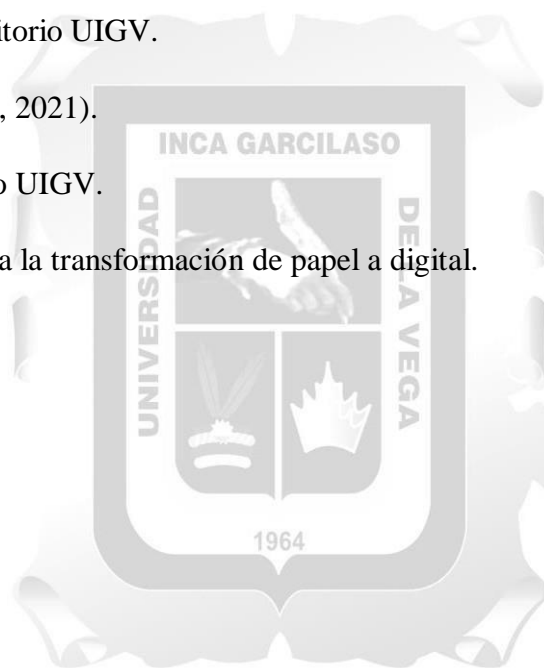 itorio UIGV.
, 2021).
INCA GARCILASO
o UIGV.
UNIVERSIDAD
DE LA VEGA
a la transformación de papel a digital.
1964